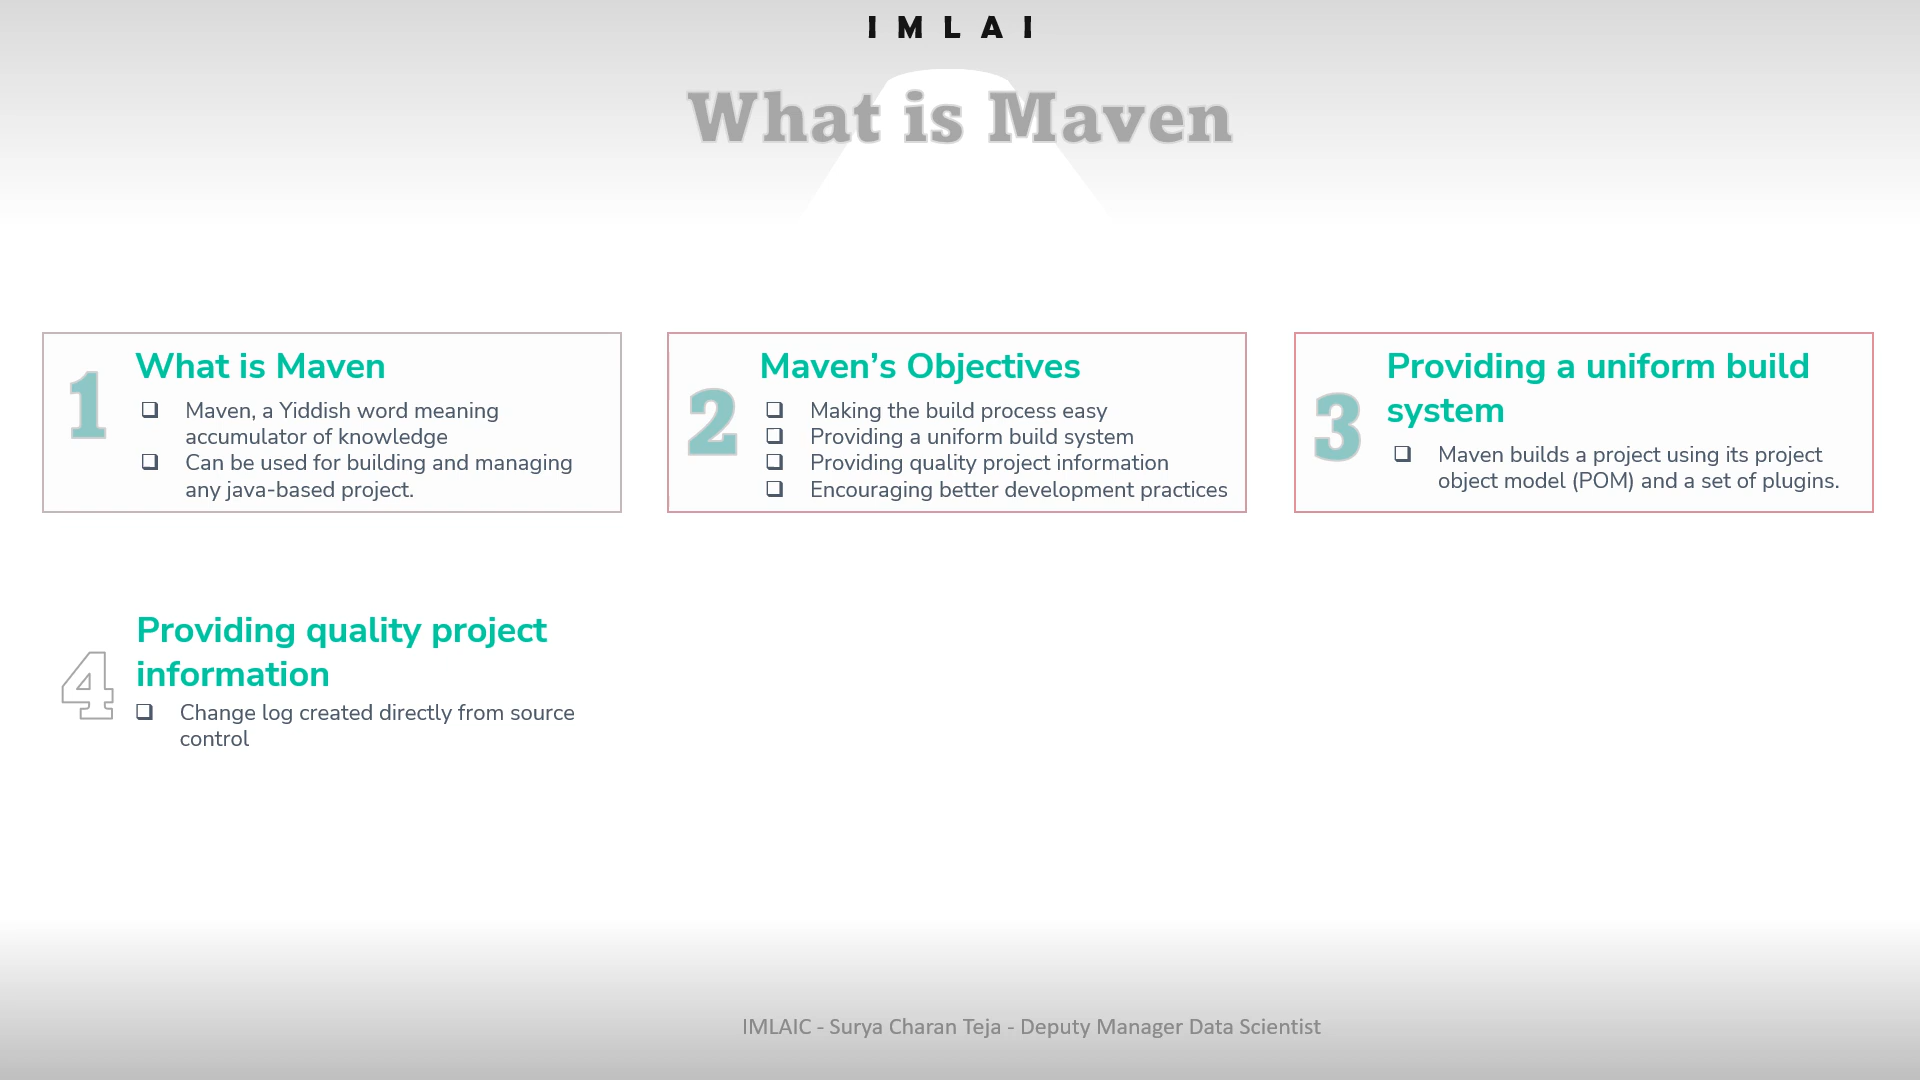 IMLAI
What is Maven
1
What is Maven
❑ Maven, a Yiddish word meaning
accumulator of knowledge
❑ Can be used for building and managing
any java-based project.
2
Maven’s Objectives
❑ Making the build process easy
❑ Providing a uniform build system
❑ Providing quality project information
❑ Encouraging better development practices
3
Providing a uniform build
system
❑ Maven builds a project using its project
object model (POM) and a set of plugins.
4
Providing quality project
information
❑ Change log created directly from source
control
IMLAIC - Surya Charan Teja - Deputy Manager Data Scientist